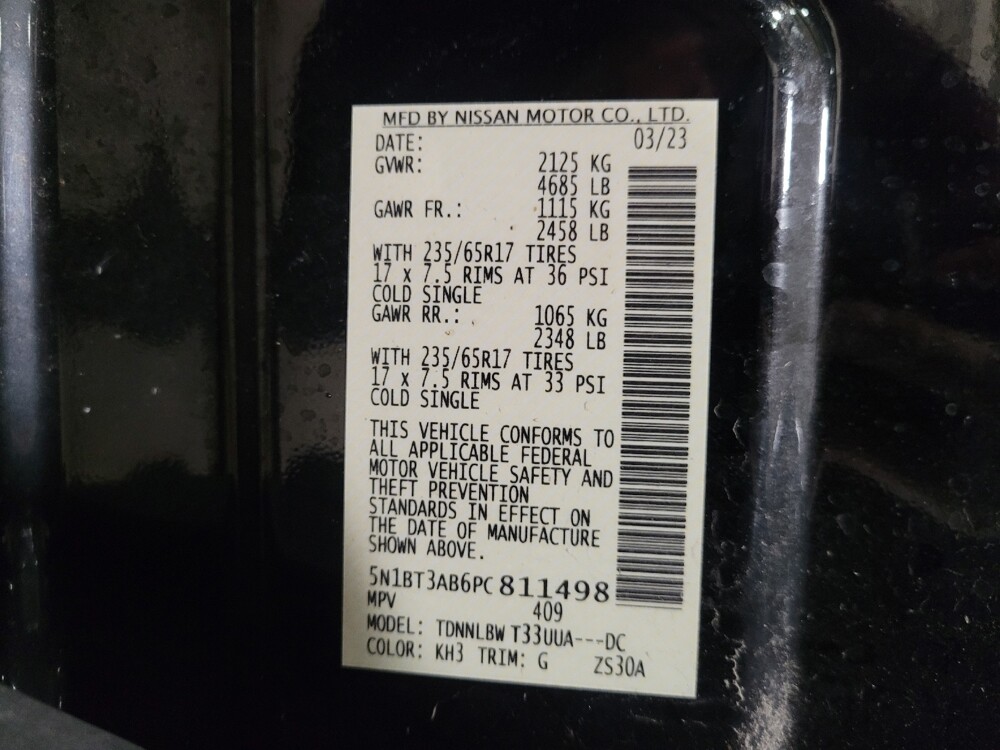 MFD BY NISSAN MOTOR CO., LTD.
DATE: 03/23
GVWR: 2125 KG
4685 LB
GAWR FR.: 1115 KG
2458 LB
WITH 235/65R17 TIRES
17 x 7.5 RIMS AT 36 PSI
COLD SINGLE
GAWR RR.: 1065 KG
2348 LB
WITH 235/65R17 TIRES
17 x 7.5 RIMS AT 33 PSI
COLD SINGLE
THIS VEHICLE CONFORMS TO
ALL APPLICABLE FEDERAL
MOTOR VEHICLE SAFETY AND
THEFT PREVENTION
STANDARDS IN EFFECT ON
THE DATE OF MANUFACTURE
SHOWN ABOVE.
5N1BT3AB6PC811498
MPV 409
MODEL: TDNNLBW T33UUA---DC
COLOR: KH3 TRIM: G ZS30A